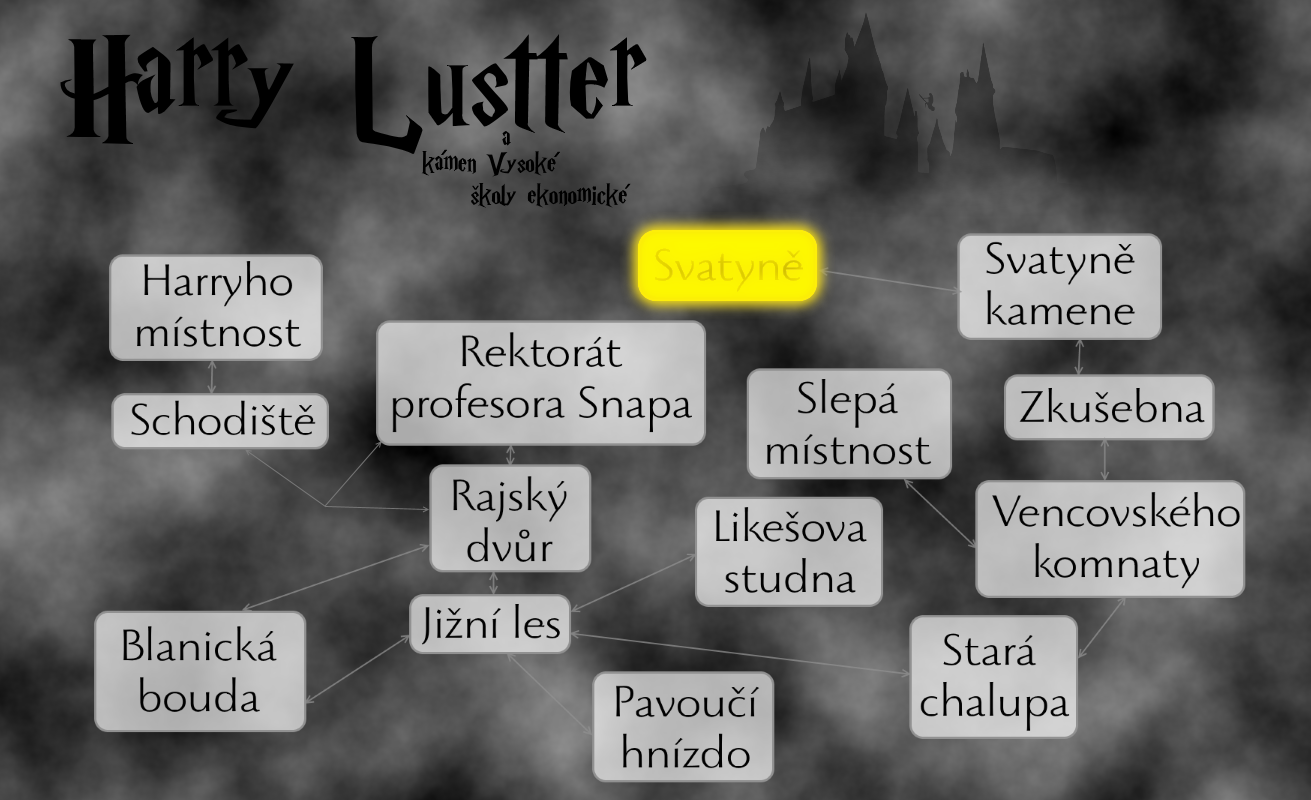 Harry Lustter
a
kámen Vysoké
školy ekonomické
Svatyně
Svatyně
kamene
Harryho
místnost
Rektorát
profesora Snapa
Slepá
místnost
Zkušebna
Schodiště
Rajský
dvůr
Likešova
studna
Vencovského
komnaty
Jižní les
Blanická
bouda
Stará
chalupa
Pavoučí
hnízdo